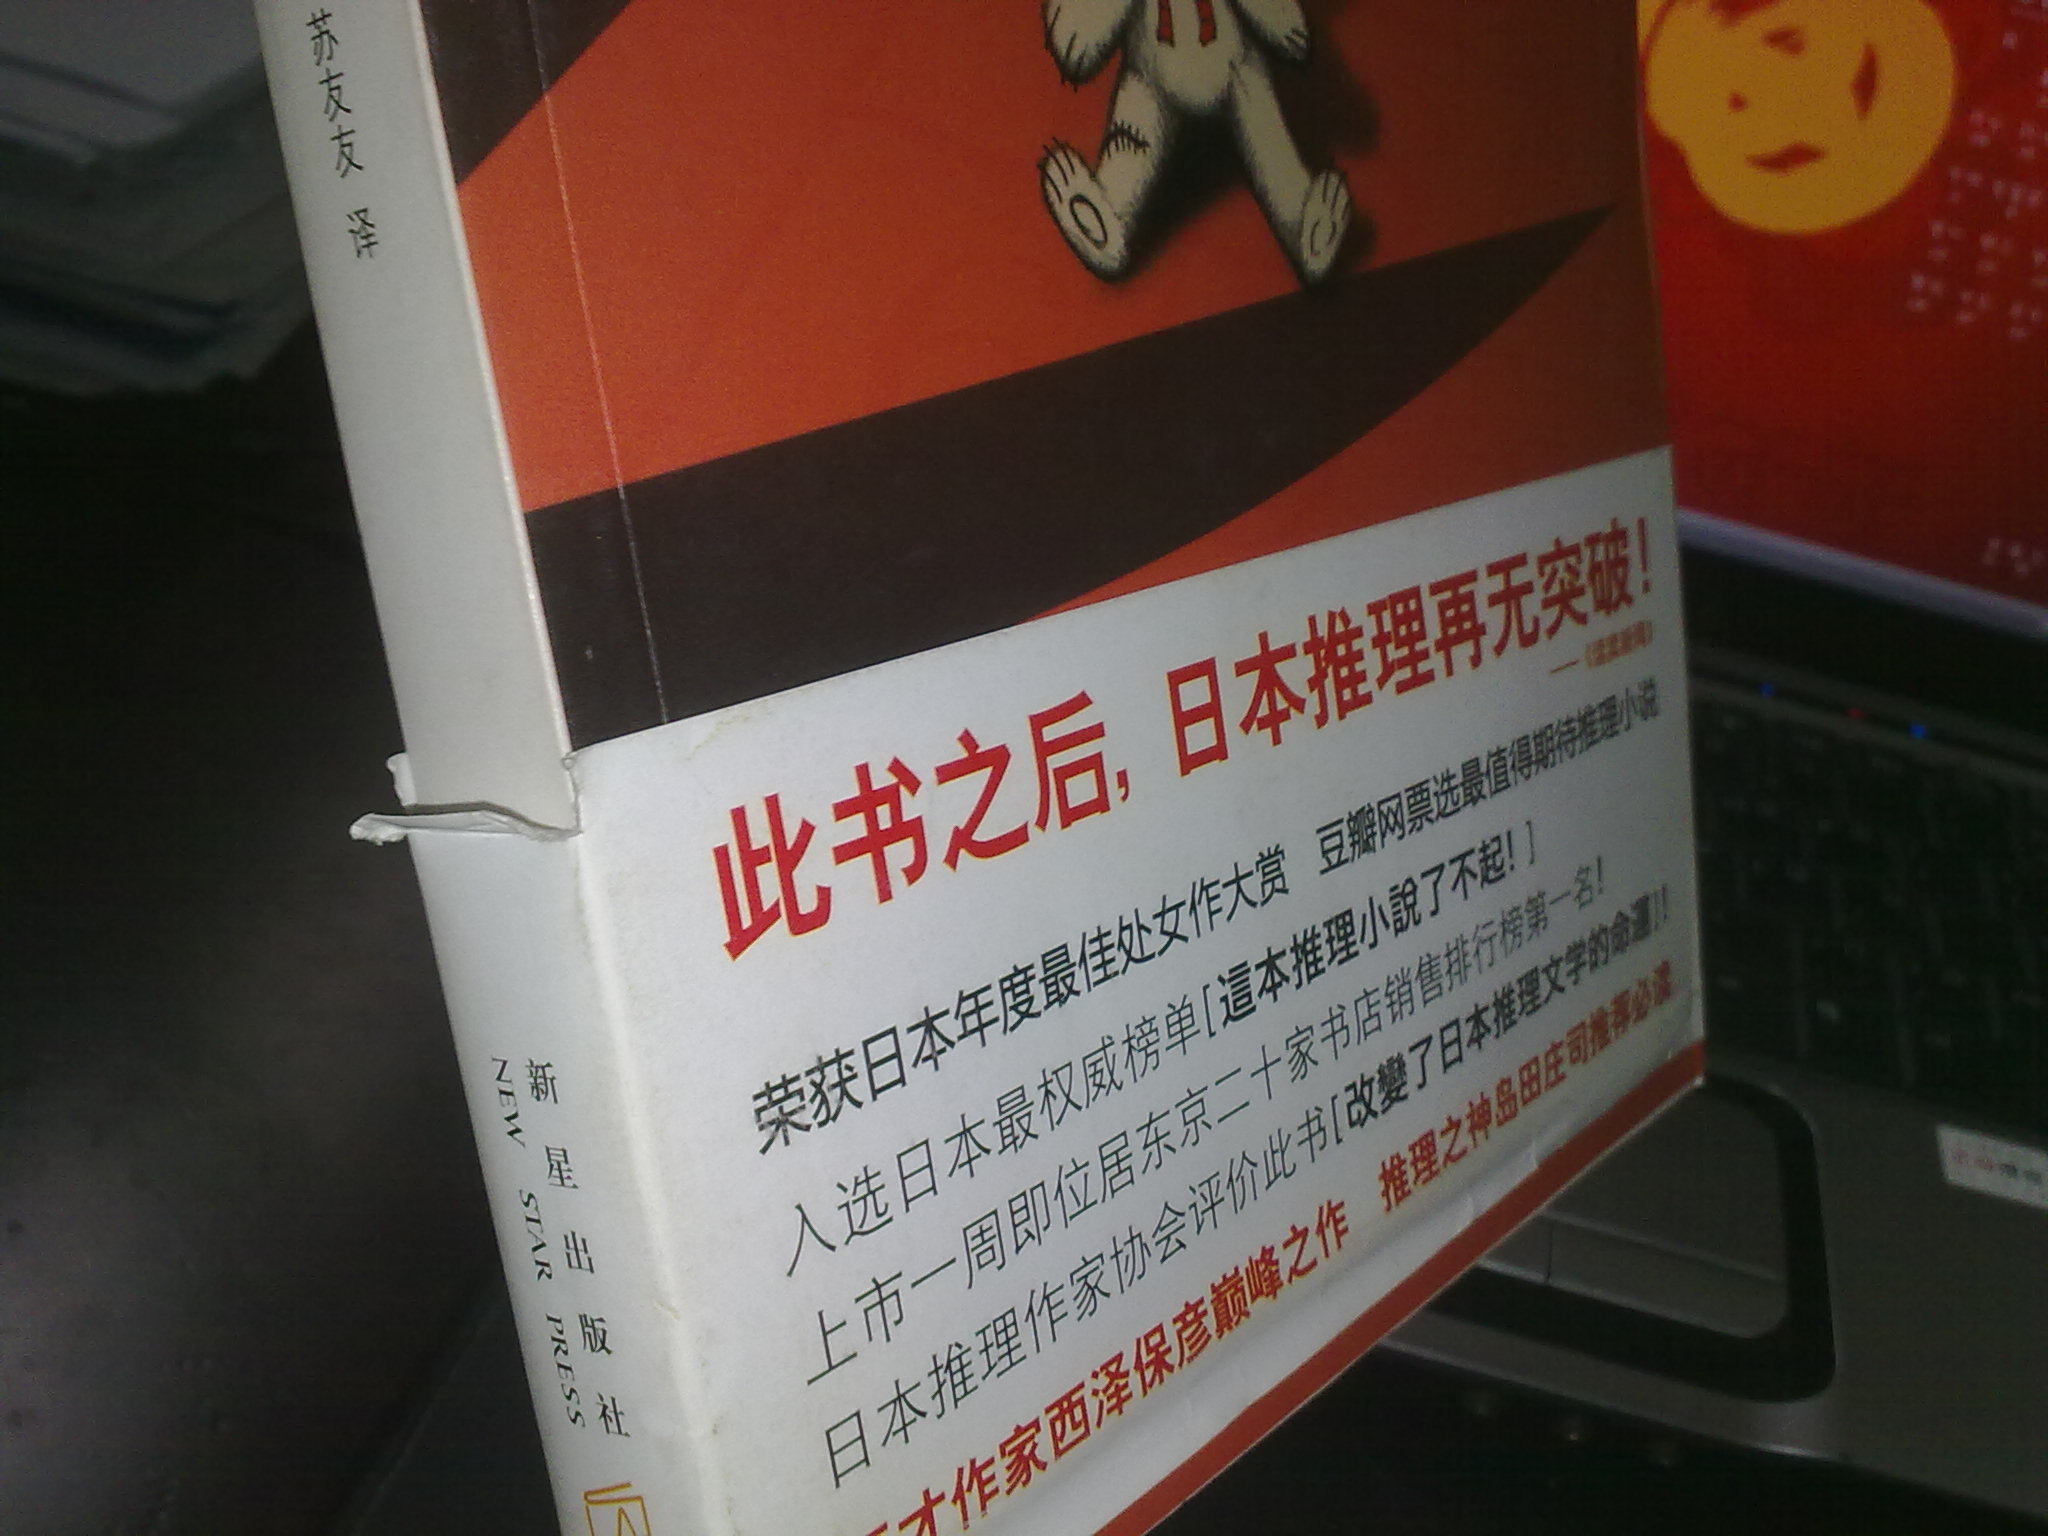 苏友友 译
新星出版社
NEW STAR PRESS
此书之后，日本推理再无突破！
荣获日本年度最佳处女作大赏 豆瓣网票选最值得期待推理小说
入选日本最权威榜单[這本推理小說了不起！]
上市一周即位居东京二十家书店销售排行榜第一名！
日本推理作家协会评价此书[改變了日本推理文学的命運!]!
才作家西泽保彦巅峰之作 推理之神岛田庄司推荐必读